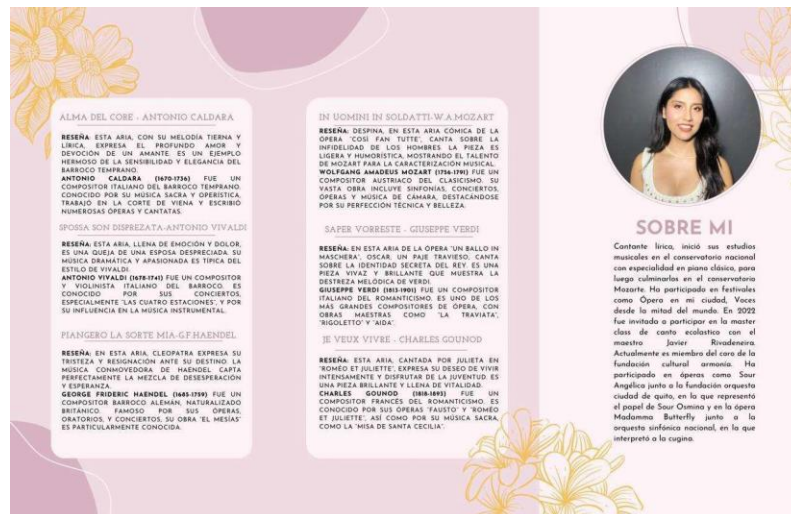 ALMA DEL CORE - ANTONIO CALDARA
RESEÑA: ESTA ARIA, CON SU MELODÍA TIERNA Y
LÍRICA, EXPRESA EL PROFUNDO AMOR Y
DEVOCIÓN DE UN AMANTE. ES UN EJEMPLO
HERMOSO DE LA SENSIBILIDAD Y ELEGANCIA DEL
BARROCO TEMPRANO.
ANTONIO CALDARA (1670-1736) FUE UN
COMPOSITOR ITALIANO DEL BARROCO TEMPRANO.
CONOCIDO POR SU MÚSICA SACRA Y OPERÍSTICA,
TRABAJÓ EN LA CORTE DE VIENA Y ESCRIBIÓ
NUMEROSAS ÓPERAS Y CANTATAS.
SPOSSA SON DISPREZATA-ANTONIO VIVALDI
RESEÑA: ESTA ARIA, LLENA DE EMOCIÓN Y DOLOR,
ES UNA QUEJA DE UNA ESPOSA DESPRECIADA. SU
MÚSICA DRAMÁTICA Y APASIONADA ES TÍPICA DEL
ESTILO DE VIVALDI.
ANTONIO VIVALDI (1678-1741) FUE UN COMPOSITOR
Y VIOLINISTA ITALIANO DEL BARROCO. ES
CONOCIDO POR SUS CONCIERTOS,
ESPECIALMENTE "LAS CUATRO ESTACIONES", Y POR
SU INFLUENCIA EN LA MÚSICA INSTRUMENTAL.
PIANGERO LA SORTE MIA-G.F.HAENDEL
RESEÑA: EN ESTA ARIA, CLEOPATRA EXPRESA SU
TRISTEZA Y RESIGNACIÓN ANTE SU DESTINO. LA
MÚSICA CONMOVEDORA DE HAENDEL CAPTA
PERFECTAMENTE LA MEZCLA DE DESESPERACIÓN
Y ESPERANZA.
GEORGE FRIDERIC HAENDEL (1685-1759) FUE UN
COMPOSITOR BARROCO ALEMÁN, NATURALIZADO
BRITÁNICO, FAMOSO POR SUS ÓPERAS,
ORATORIOS, Y CONCIERTOS, SU OBRA "EL MESÍAS"
ES PARTICULARMENTE CONOCIDA.
IN UOMINI IN SOLDATTI-W.A.MOZART
RESEÑA: DESPINA, EN ESTA ARIA CÓMICA DE LA
ÓPERA "COSÌ FAN TUTTE", CANTA SOBRE LA
INFIDELIDAD DE LOS HOMBRES. LA PIEZA ES
LIGERA Y HUMORÍSTICA, MOSTRANDO EL TALENTO
DE MOZART PARA LA CARACTERIZACIÓN MUSICAL.
WOLFGANG AMADEUS MOZART (1756-1791) FUE UN
COMPOSITOR AUSTRIACO DEL CLASICISMO. SU
VASTA OBRA INCLUYE SINFONÍAS, CONCIERTOS,
ÓPERAS Y MÚSICA DE CÁMARA, DESTACÁNDOSE
POR SU PERFECCIÓN TÉCNICA Y BELLEZA.
SAPER VORRESTE - GIUSEPPE VERDI
RESEÑA: EN ESTA ARIA DE LA ÓPERA "UN BALLO IN
MASCHERA", OSCAR, UN PAJE TRAVIESO, CANTA
SOBRE LA IDENTIDAD SECRETA DEL REY. ES UNA
PIEZA VIVAZ Y BRILLANTE QUE MUESTRA LA
DESTREZA MELÓDICA DE VERDI.
GIUSEPPE VERDI (1813-1901) FUE UN COMPOSITOR
ITALIANO DEL ROMANTICISMO. ES UNO DE LOS
MÁS GRANDES COMPOSITORES DE ÓPERA, CON
OBRAS MAESTRAS COMO "LA TRAVIATA",
"RIGOLETTO" Y "AIDA".
JE VEUX VIVRE - CHARLES GOUNOD
RESEÑA: ESTA ARIA, CANTADA POR JULIETA EN
"ROMÉO ET JULIETTE", EXPRESA SU DESEO DE VIVIR
INTENSAMENTE Y DISFRUTAR DE LA JUVENTUD. ES
UNA PIEZA BRILLANTE Y LLENA DE VITALIDAD.
CHARLES GOUNOD (1818-1893) FUE UN
COMPOSITOR FRANCÉS DEL ROMANTICISMO. ES
CONOCIDO POR SUS ÓPERAS "FAUSTO" Y "ROMÉO
ET JULIETTE", ASÍ COMO POR SU MÚSICA SACRA,
COMO LA "MISA DE SANTA CECILIA".
SOBRE MI
Cantante lírica, inició sus estudios
musicales en el conservatorio nacional
con especialidad en piano clásico, para
luego culminarlos en el conservatorio
Mozarte. Ha participado en festivales
como Ópera en mi ciudad, Voces
desde la mitad del mundo. En 2022
fue invitada a participar en la master
class de canto ecolastico con el
maestro Javier Rivadeneira.
Actualmente es miembro del coro de la
fundación cultural armonía. Ha
participado en óperas como Sour
Angélica junto a la fundación orquesta
ciudad de quito, en la que representó
el papel de Sour Osmina y en la ópera
Madamma Butterfly junto a la
orquesta sinfónica nacional, en la que
interpretó a la cugina.